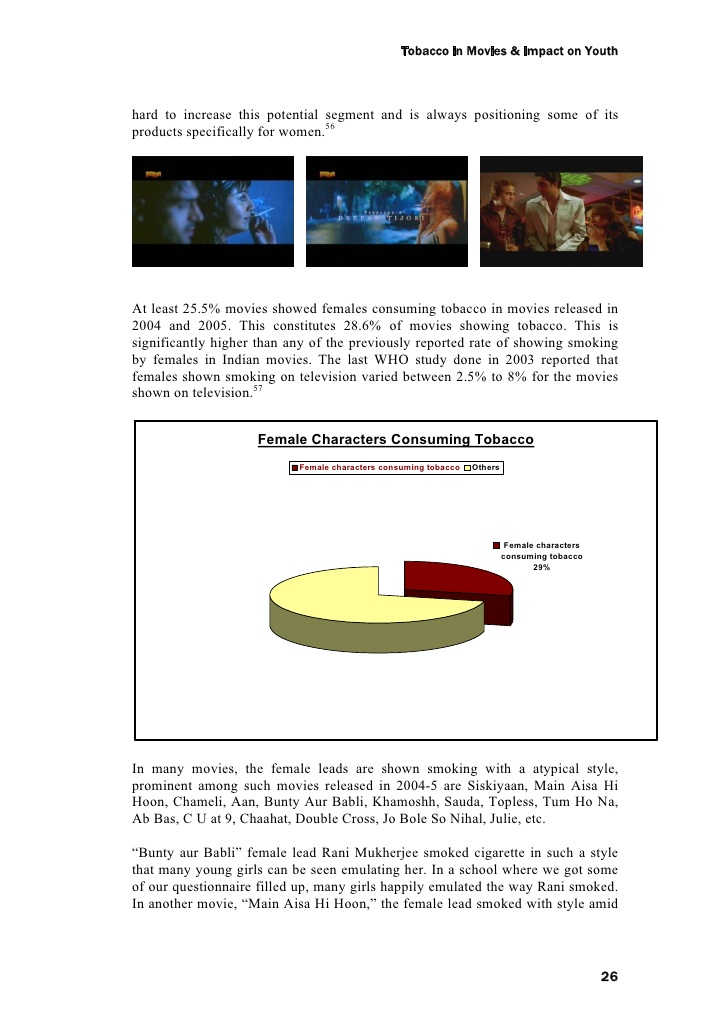 Tobacco In Movies & Impact on Youth
hard to increase this potential segment and is always positioning some of its
products specifically for women.56
DEEPAK TIJORI
At least 25.5% movies showed females consuming tobacco in movies released in
2004 and 2005. This constitutes 28.6% of movies showing tobacco. This is
significantly higher than any of the previously reported rate of showing smoking
by females in Indian movies. The last WHO study done in 2003 reported that
females shown smoking on television varied between 2.5% to 8% for the movies
shown on television.57
Female Characters Consuming Tobacco
Female characters consuming tobacco Others
Female characters
consuming tobacco
29%
In many movies, the female leads are shown smoking with a atypical style,
prominent among such movies released in 2004-5 are Siskiyaan, Main Aisa Hi
Hoon, Chameli, Aan, Bunty Aur Babli, Khamoshh, Sauda, Topless, Tum Ho Na,
Ab Bas, C U at 9, Chaahat, Double Cross, Jo Bole So Nihal, Julie, etc.
“Bunty aur Babli” female lead Rani Mukherjee smoked cigarette in such a style
that many young girls can be seen emulating her. In a school where we got some
of our questionnaire filled up, many girls happily emulated the way Rani smoked.
In another movie, “Main Aisa Hi Hoon,” the female lead smoked with style amid
26